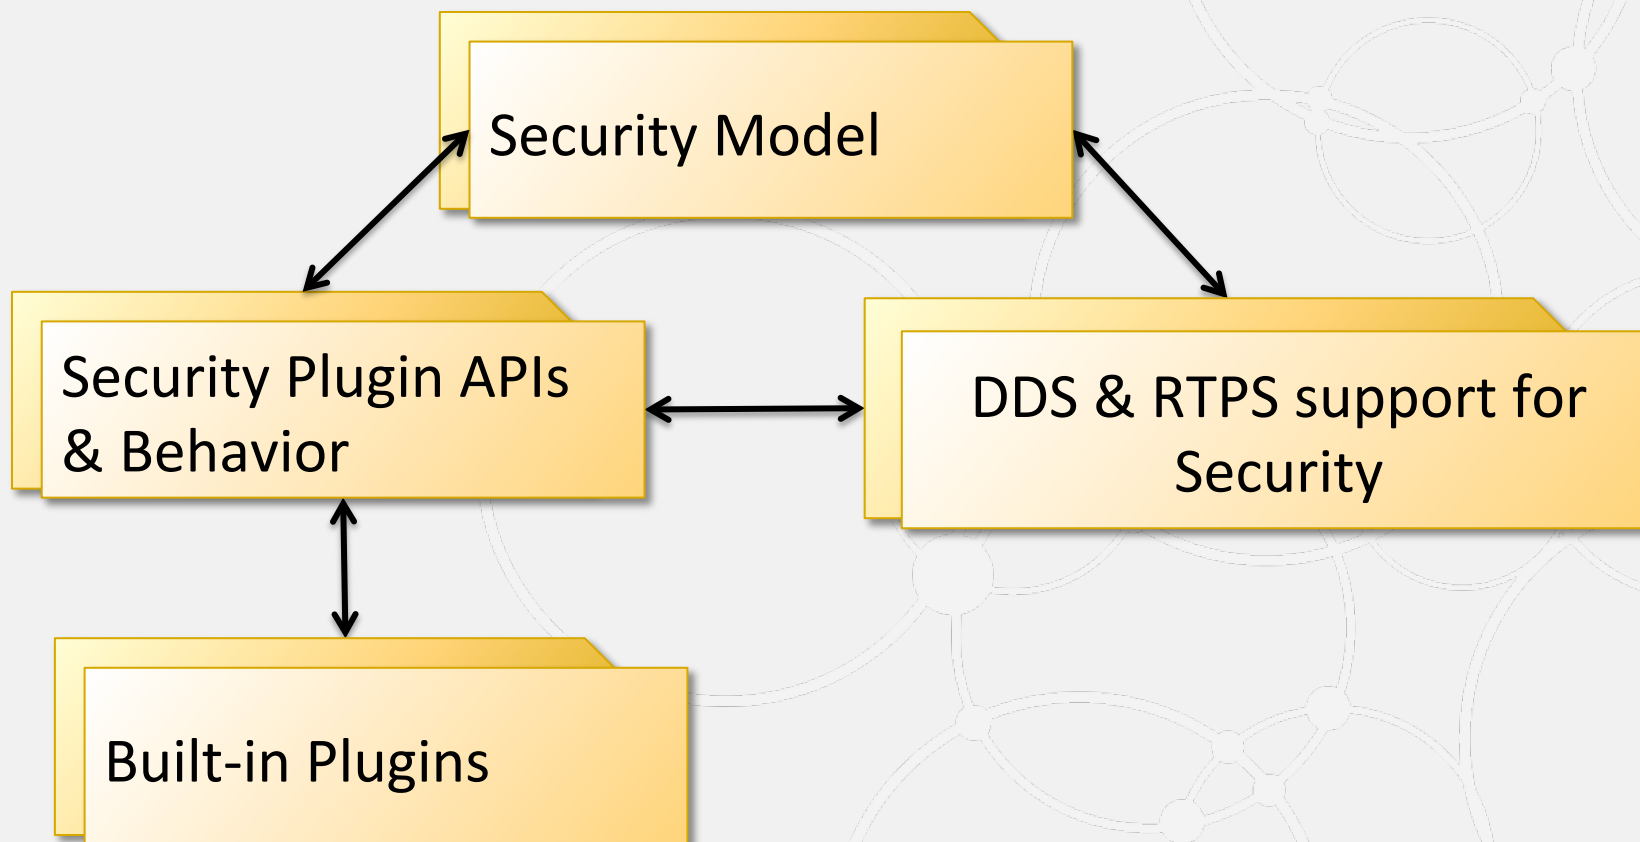 Security Model
Security Plugin APIs
& Behavior
DDS & RTPS support for
Security
Built-in Plugins